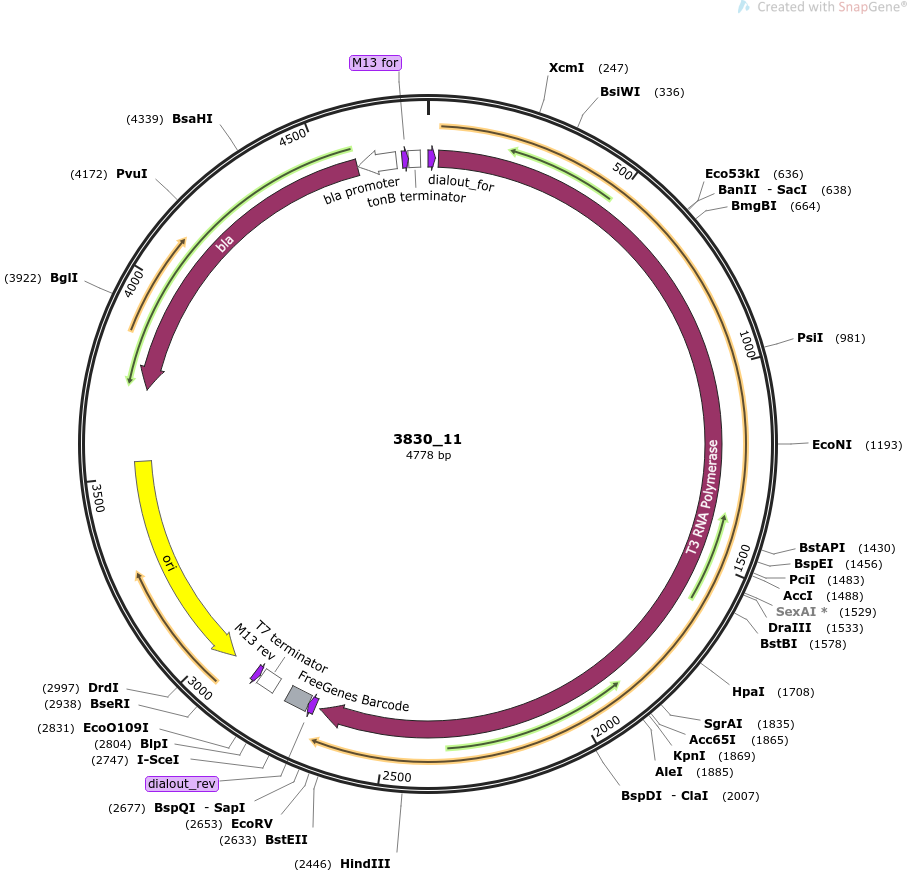 Created with SnapGene®
M13 for
XcmI (247)
BsiWI (336)
(4339) BsaHI
4500
500
(4172) PvuI
Eco53kI (636)
BanII - SacI (638)
BmgBI (664)
bla promoter
dialout_for
tonB terminator
bla
(3922) BglI
4000
PsiI (981)
1000
3830_11
4778 bp
EcoNI (1193)
T3 RNA Polymerase
3500
BstAPI (1430)
BspEI (1456)
PciI (1483)
AccI (1488)
SexAI * (1529)
DraIII (1533)
BstBI (1578)
1500
ori
M13 rev
T7 terminator
FreeGenes Barcode
HpaI (1708)
(2997) DrdI
(2938) BseRI
3000
(2831) EcoO109I
(2804) BlpI
(2747) I-SceI
dialout_rev
(2677) BspQI - SapI
(2653) EcoRV
(2633) BstEII
(2446) HindIII
2500
2000
SgrAI (1835)
Acc65I (1865)
KpnI (1869)
AleI (1885)
BspDI - ClaI (2007)